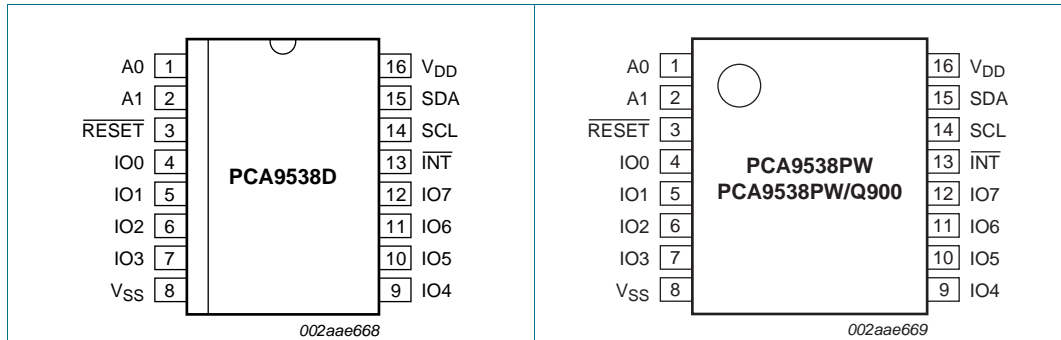 A0 1 16 VDD
A1 2 15 SDA
RESET 3 14 SCL
IO0 4 13 INT
IO1 5 12 IO7
IO2 6 11 IO6
IO3 7 10 IO5
VSS 8 9 IO4
PCA9538D
002aae668
A0 1 16 VDD
A1 2 15 SDA
RESET 3 14 SCL
IO0 4 13 INT
IO1 5 12 IO7
IO2 6 11 IO6
IO3 7 10 IO5
VSS 8 9 IO4
PCA9538PW
PCA9538PW/Q900
002aae669